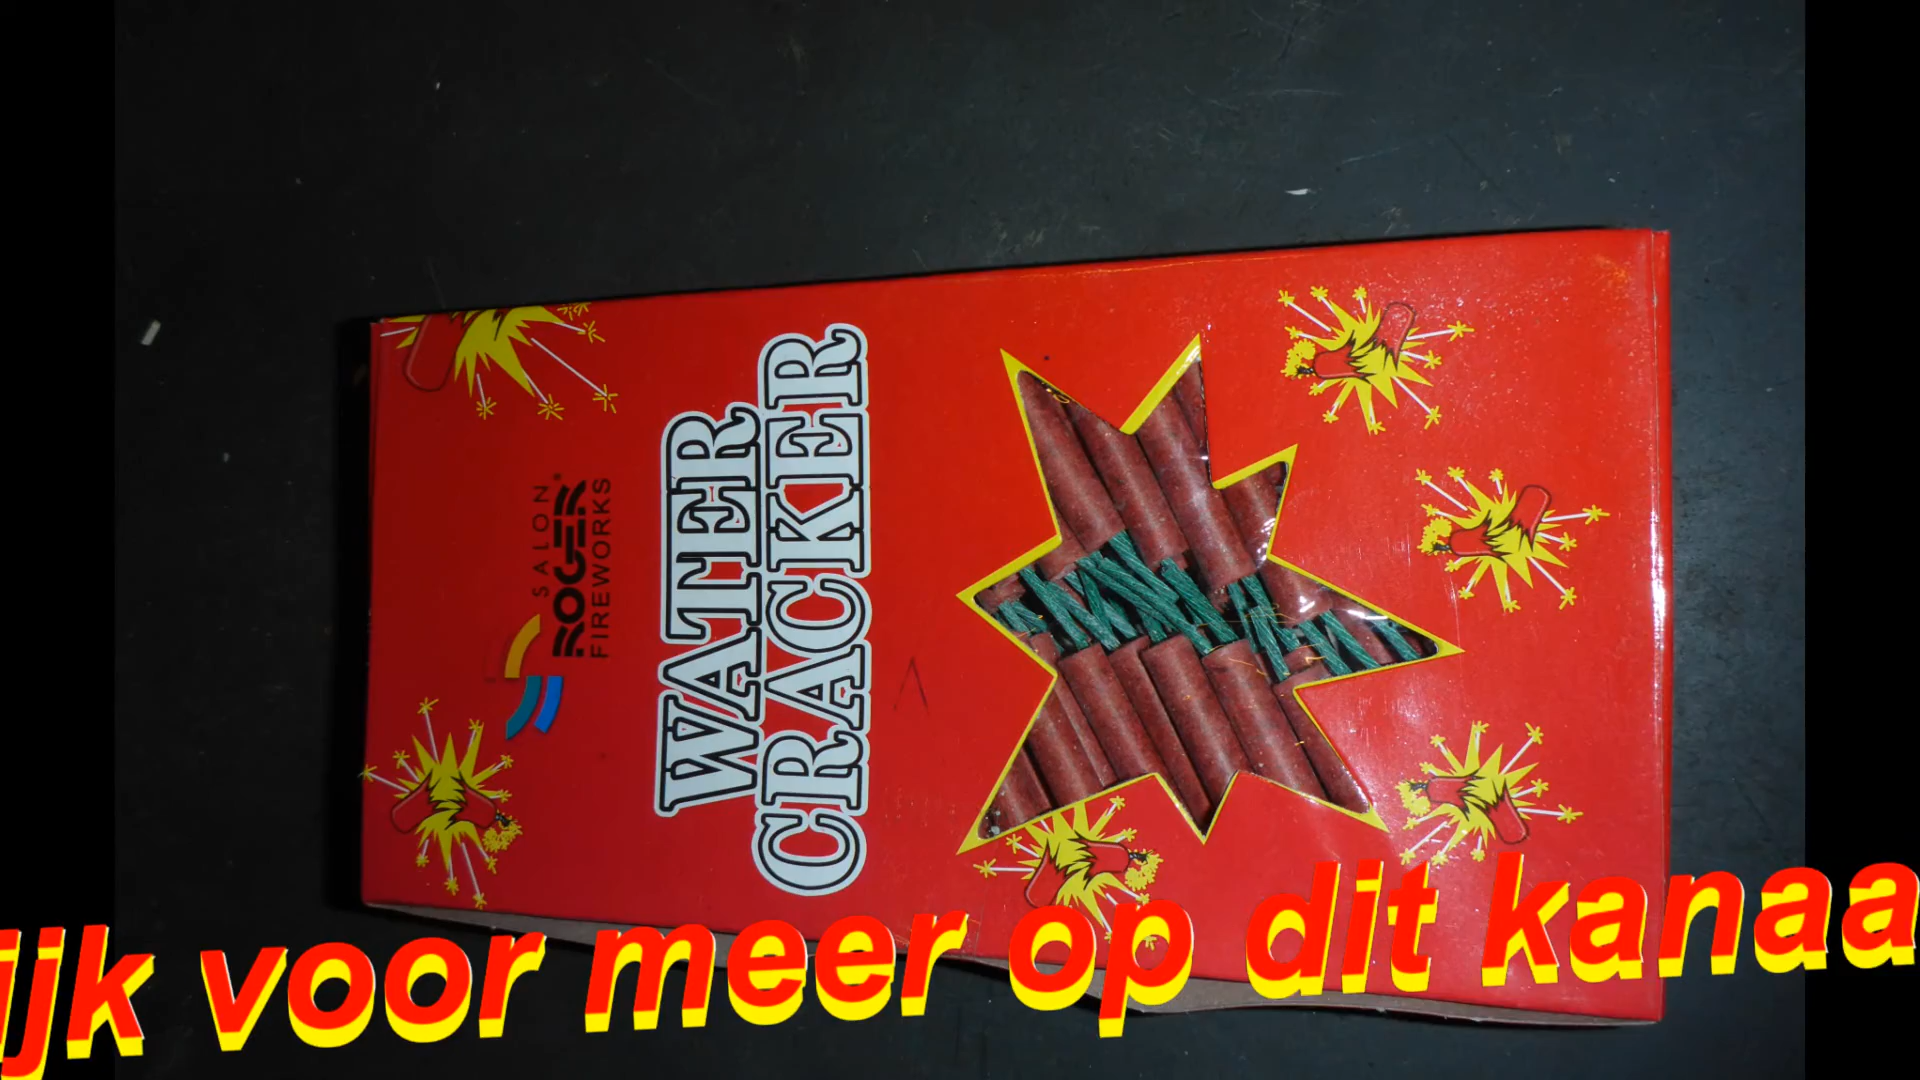 SALON
ROGER®
FIREWORKS
WATER
CRACKER
ijk voor meer op dit kanaa